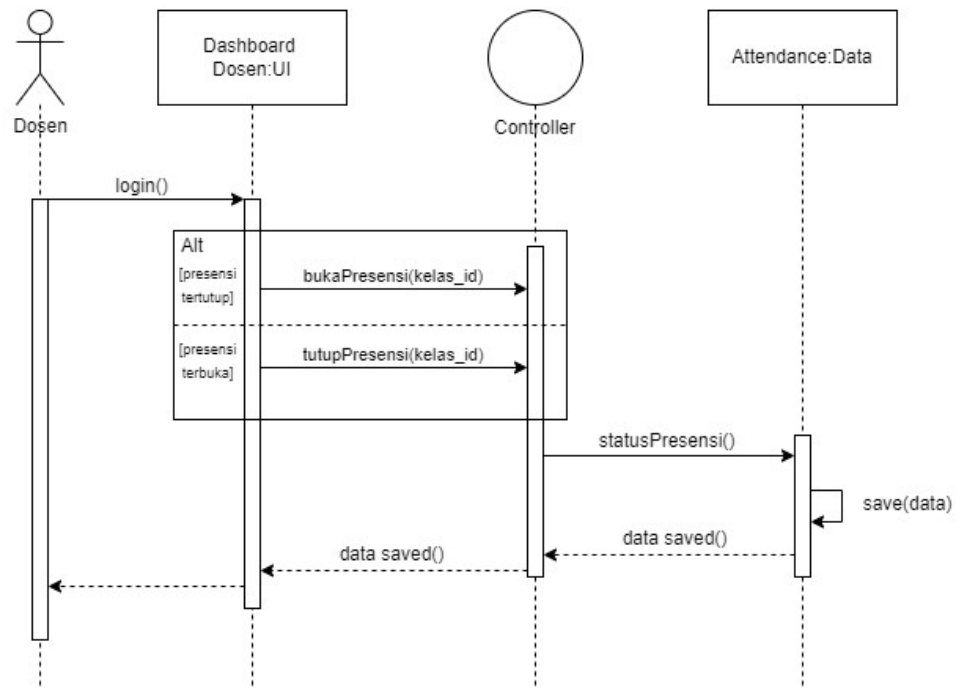 Dashboard
Dosen:UI
Attendance:Data
Dosen
Controller
login()
Alt
[presensi
tertutup]
bukaPresensi(kelas_id)
[presensi
terbuka]
tutupPresensi(kelas_id)
statusPresensi()
save(data)
data saved()
data saved()